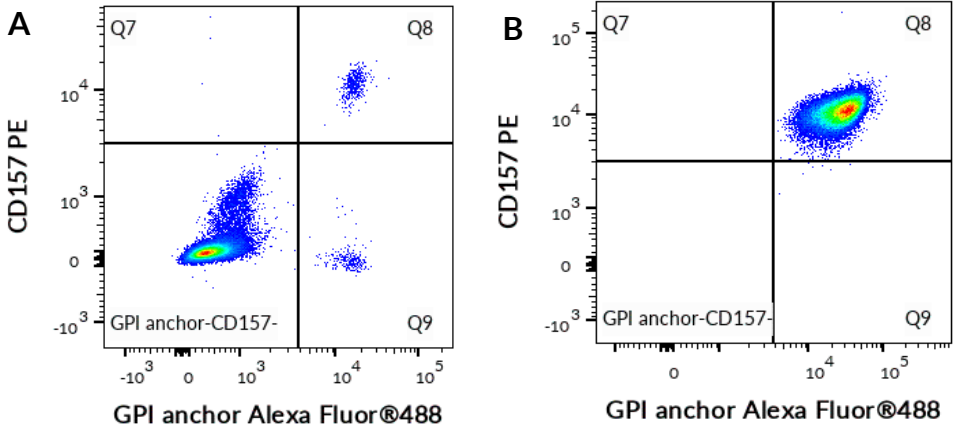 A
Q7
Q8
10^4
10^3
0
-10^3
CD157 PE
GPI anchor-CD157-
Q9
-10^3
0
10^3
10^4
10^5
GPI anchor Alexa Fluor®488
B
Q7
Q8
10^5
10^4
10^3
0
-10^3
CD157 PE
GPI anchor-CD157-
Q9
0
10^4
10^5
GPI anchor Alexa Fluor®488